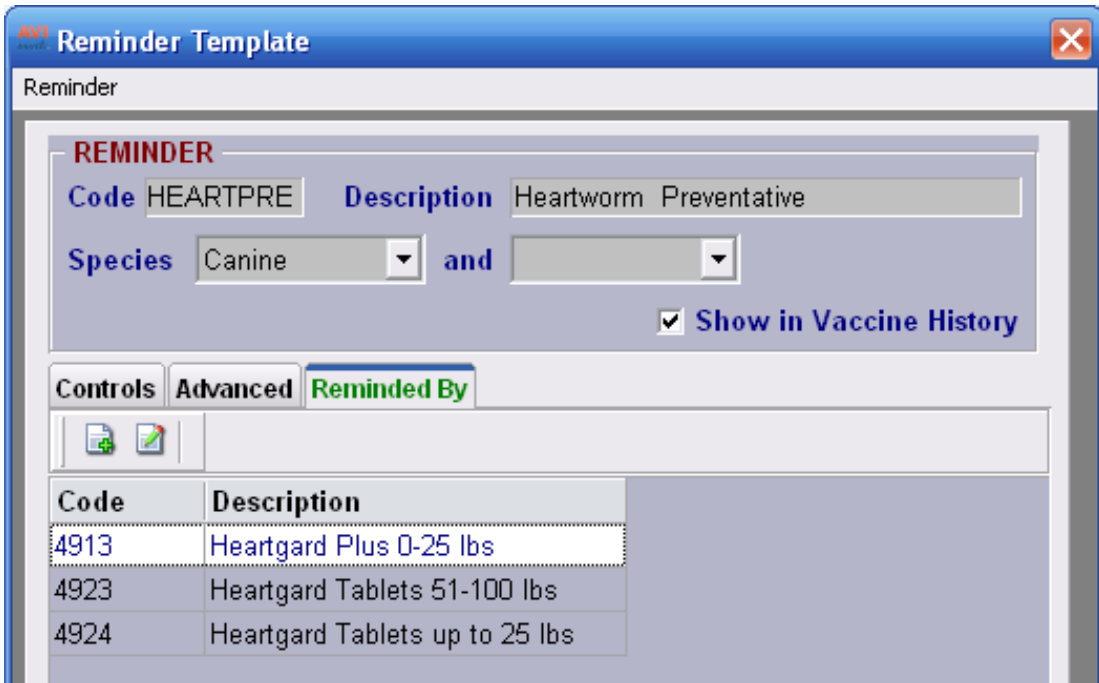 AVI
Reminder Template
Reminder
REMINDER
Code HEARTPRE Description Heartworm Preventative
Species Canine and
Show in Vaccine History
Controls Advanced Reminded By
Code Description
4913 Heartgard Plus 0-25 lbs
4923 Heartgard Tablets 51-100 lbs
4924 Heartgard Tablets up to 25 lbs